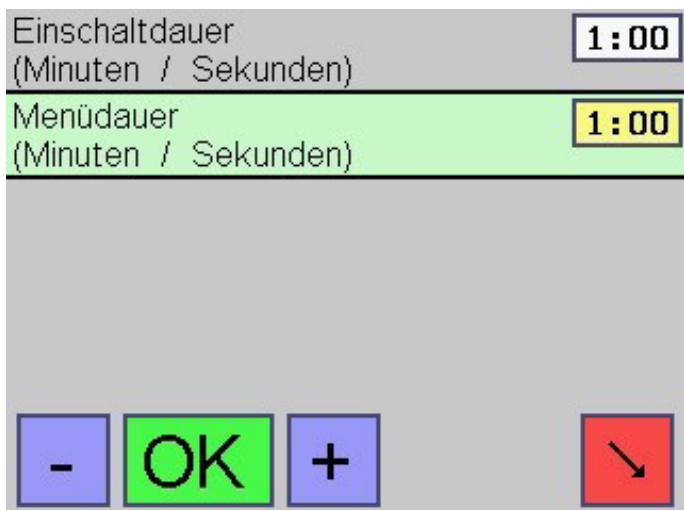 Einschaltdauer
1:00
(Minuten / Sekunden)
Menüdauer
1:00
(Minuten / Sekunden)
- OK + ↘